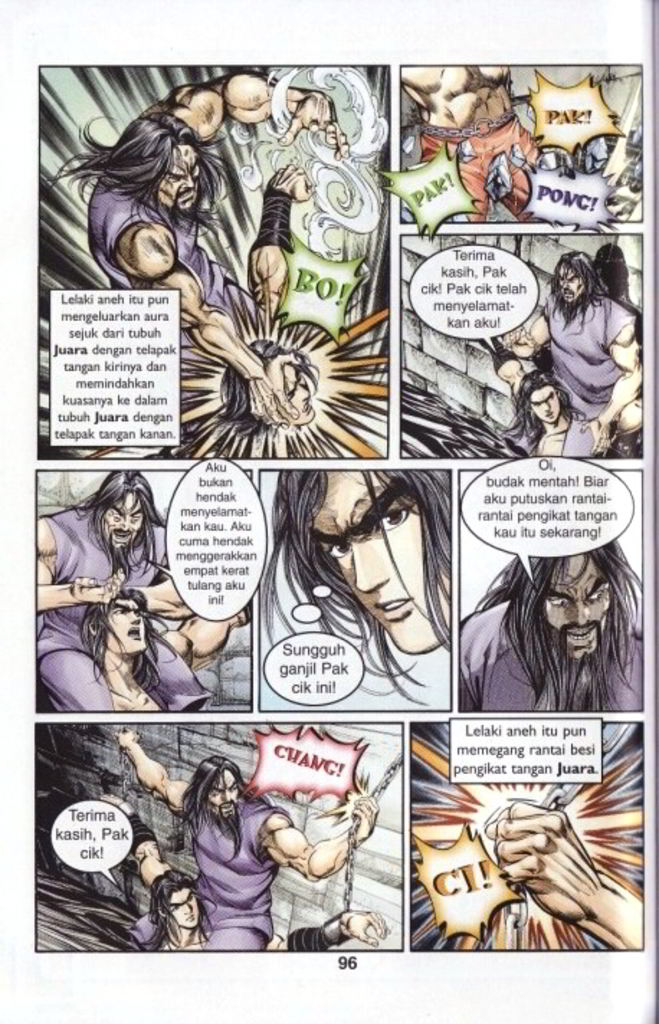 Lelaki aneh itu pun
mengeluarkan aura
sejuk dari tubuh
Juara dengan telapak
tangan kirinya dan
memindahkan
kuasanya ke dalam
tubuh Juara dengan
telapak tangan kanan.
BO!
PAK!
PAK!
PONG!
Terima
kasih, Pak
cik! Pak cik telah
menyelamat-
kan aku!
Aku
bukan
hendak
menyelamat-
kan kau. Aku
cuma hendak
menggerakkan
empat kerat
tulang aku
ini!
Sungguh
ganjil Pak
cik ini!
Oi,
budak mentah! Biar
aku putuskan rantai-
rantai pengikat tangan
kau itu sekarang!
CHANG!
Terima
kasih, Pak
cik!
Lelaki aneh itu pun
memegang rantai besi
pengikat tangan Juara.
CI!
96